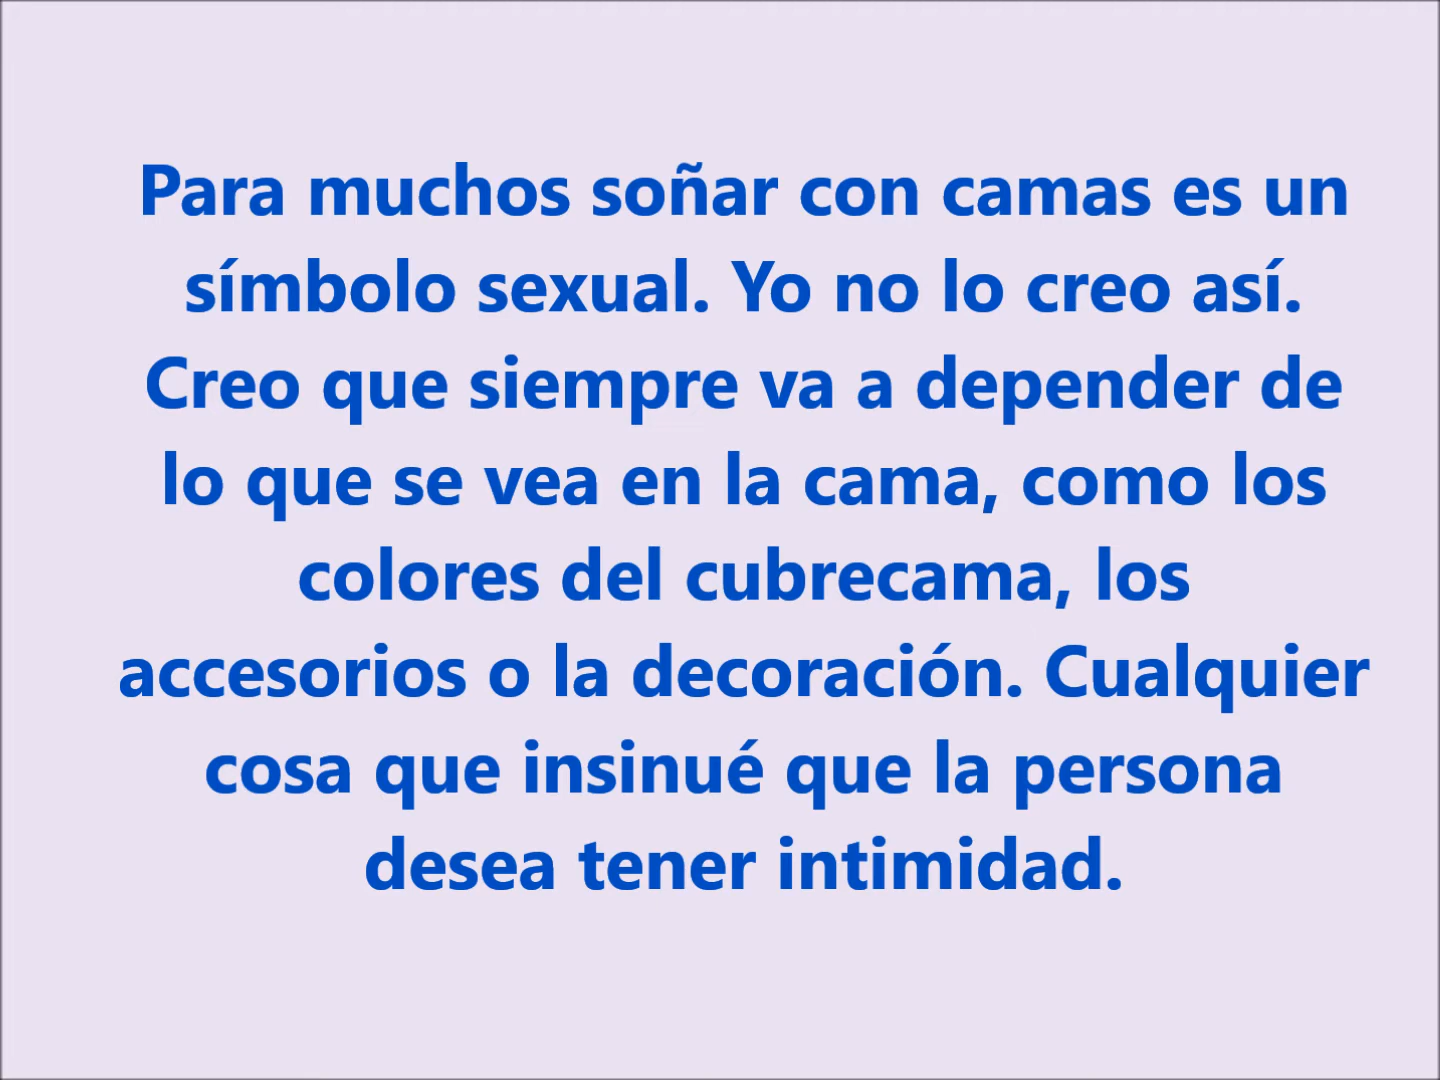 Para muchos soñar con camas es un
símbolo sexual. Yo no lo creo así.
Creo que siempre va a depender de
lo que se vea en la cama, como los
colores del cubrecama, los
accesorios o la decoración. Cualquier
cosa que insinué que la persona
desea tener intimidad.